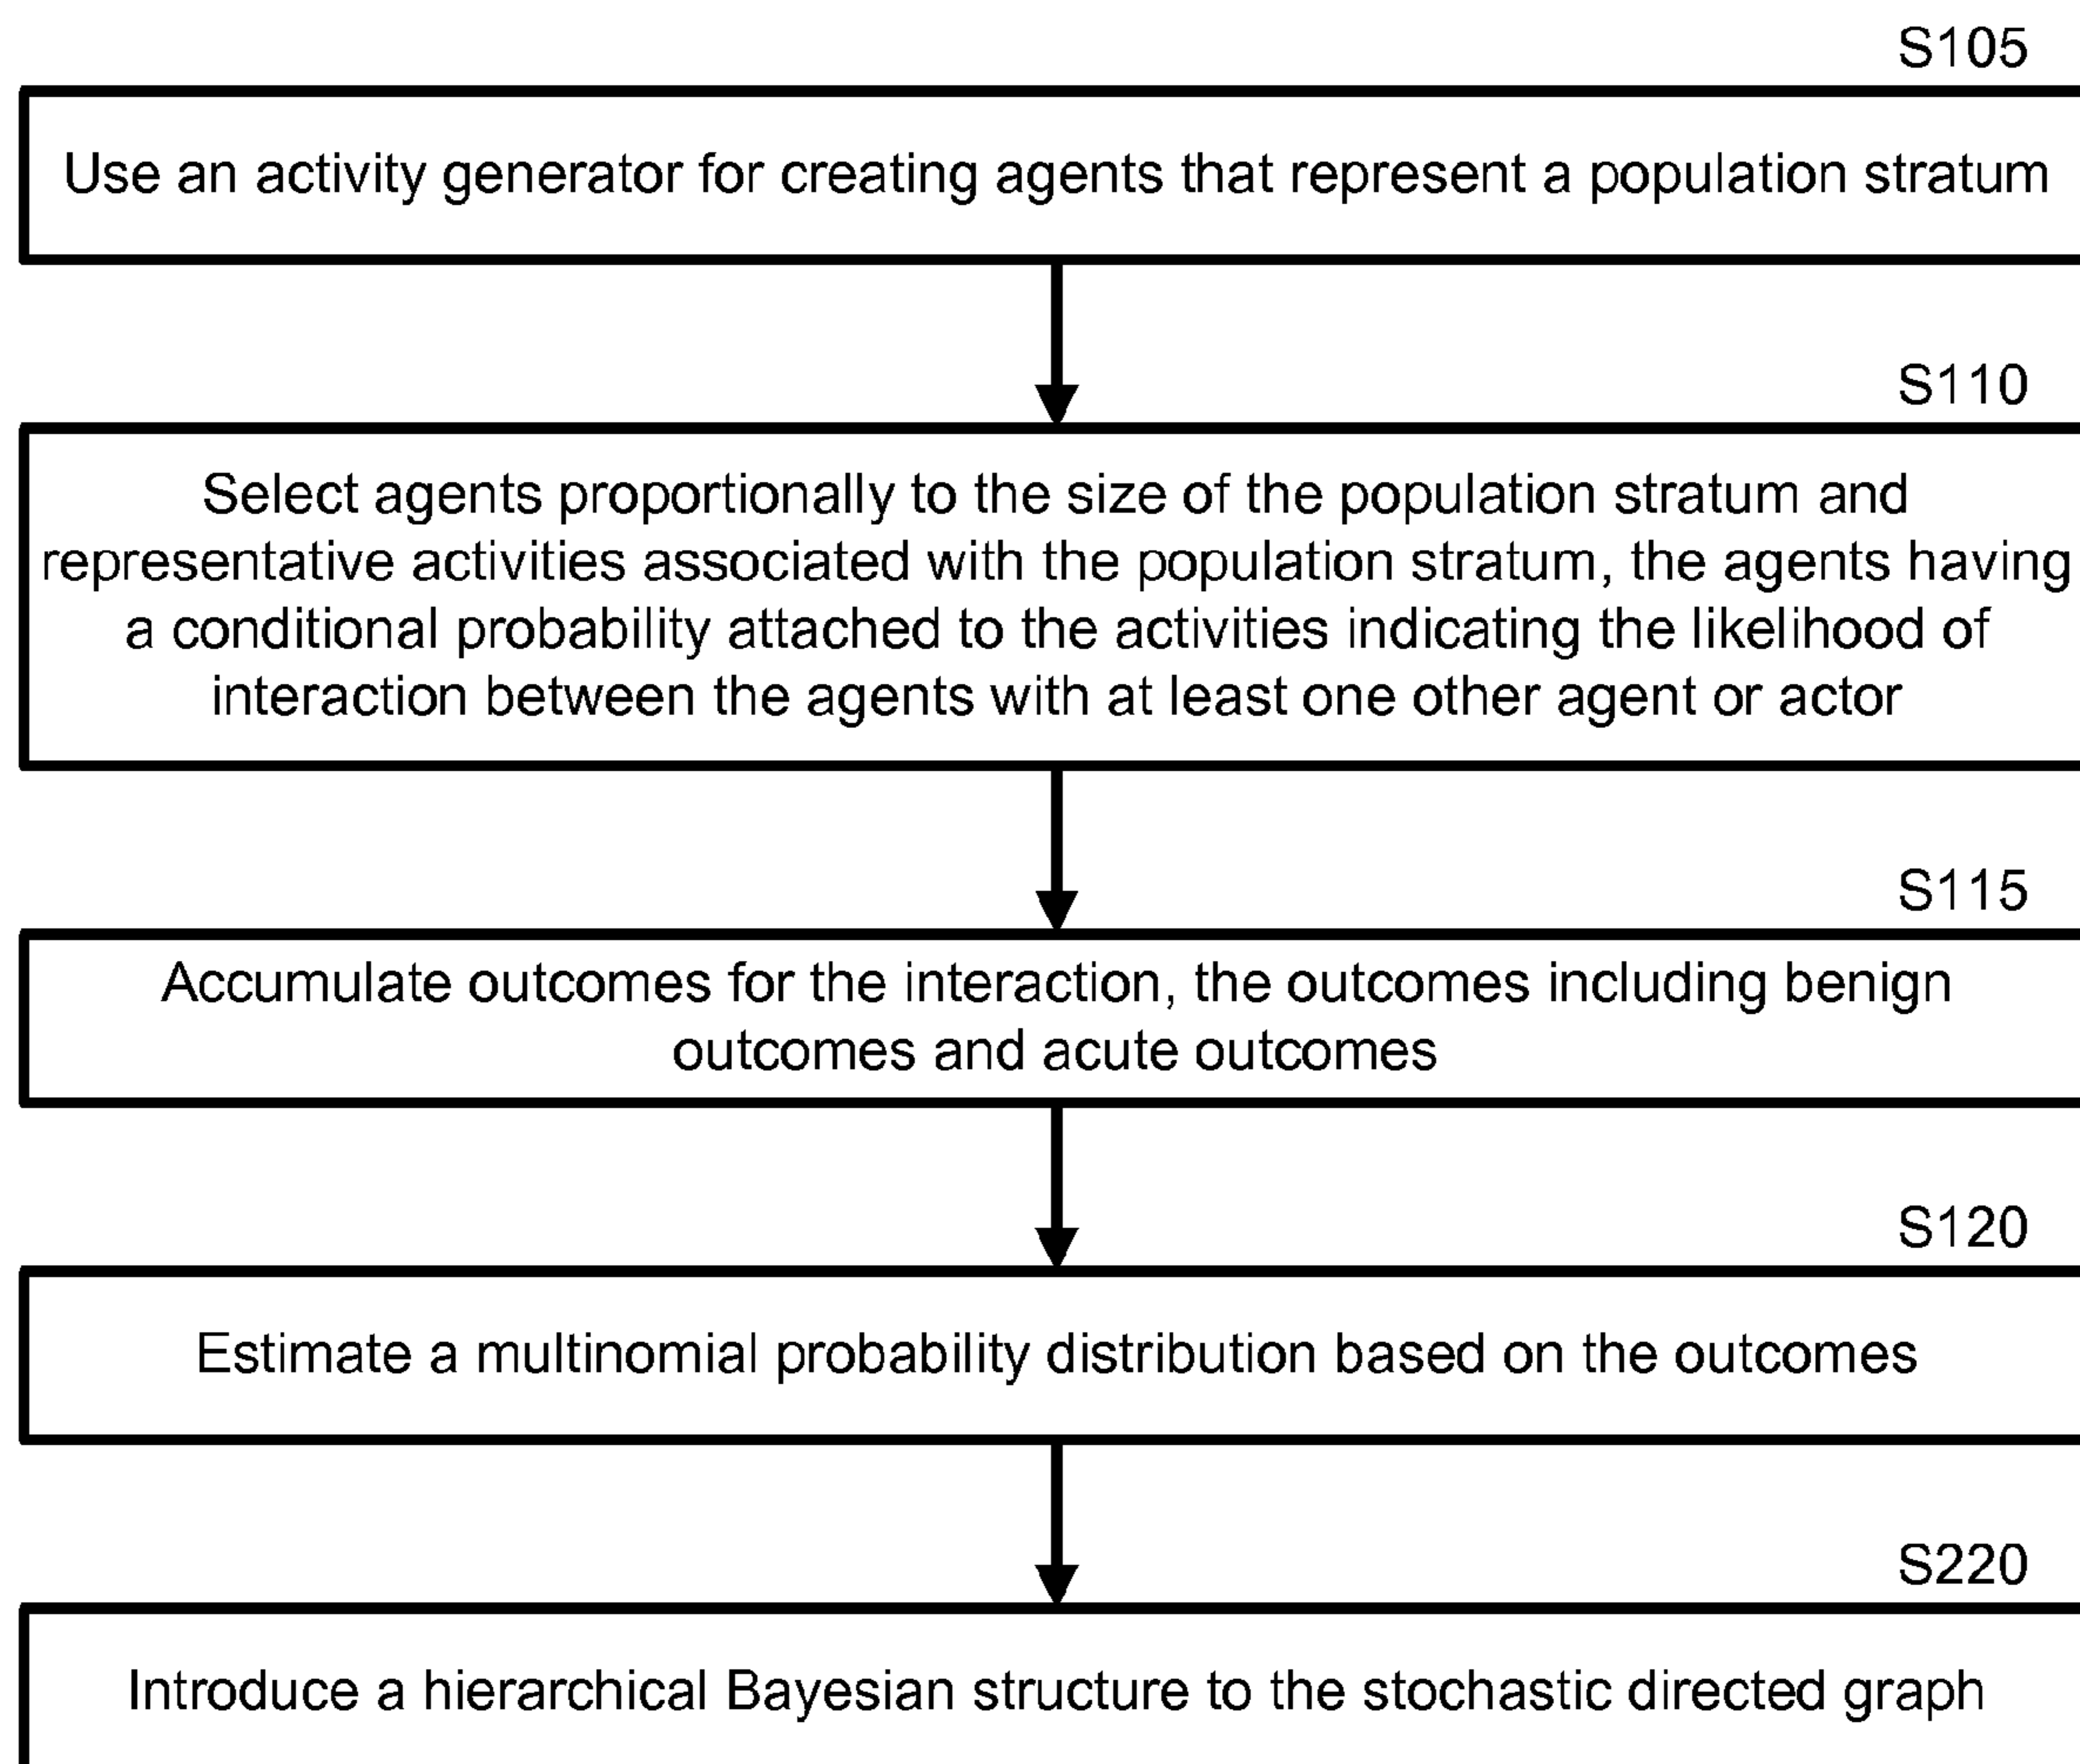 S105
Use an activity generator for creating agents that represent a population stratum
S110
Select agents proportionally to the size of the population stratum and
representative activities associated with the population stratum, the agents having
a conditional probability attached to the activities indicating the likelihood of
interaction between the agents with at least one other agent or actor
S115
Accumulate outcomes for the interaction, the outcomes including benign
outcomes and acute outcomes
S120
Estimate a multinomial probability distribution based on the outcomes
S220
Introduce a hierarchical Bayesian structure to the stochastic directed graph